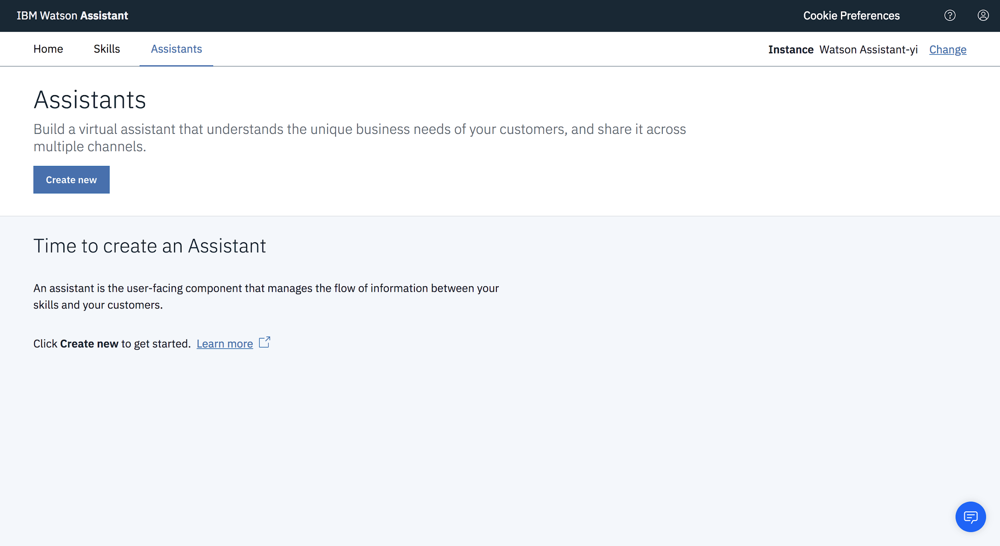 IBM Watson Assistant
Cookie Preferences
Home
Skills
Assistants
Instance Watson Assistant-yi Change
Assistants
Build a virtual assistant that understands the unique business needs of your customers, and share it across
multiple channels.
Create new
Time to create an Assistant
An assistant is the user-facing component that manages the flow of information between your
skills and your customers.
Click Create new to get started. Learn more